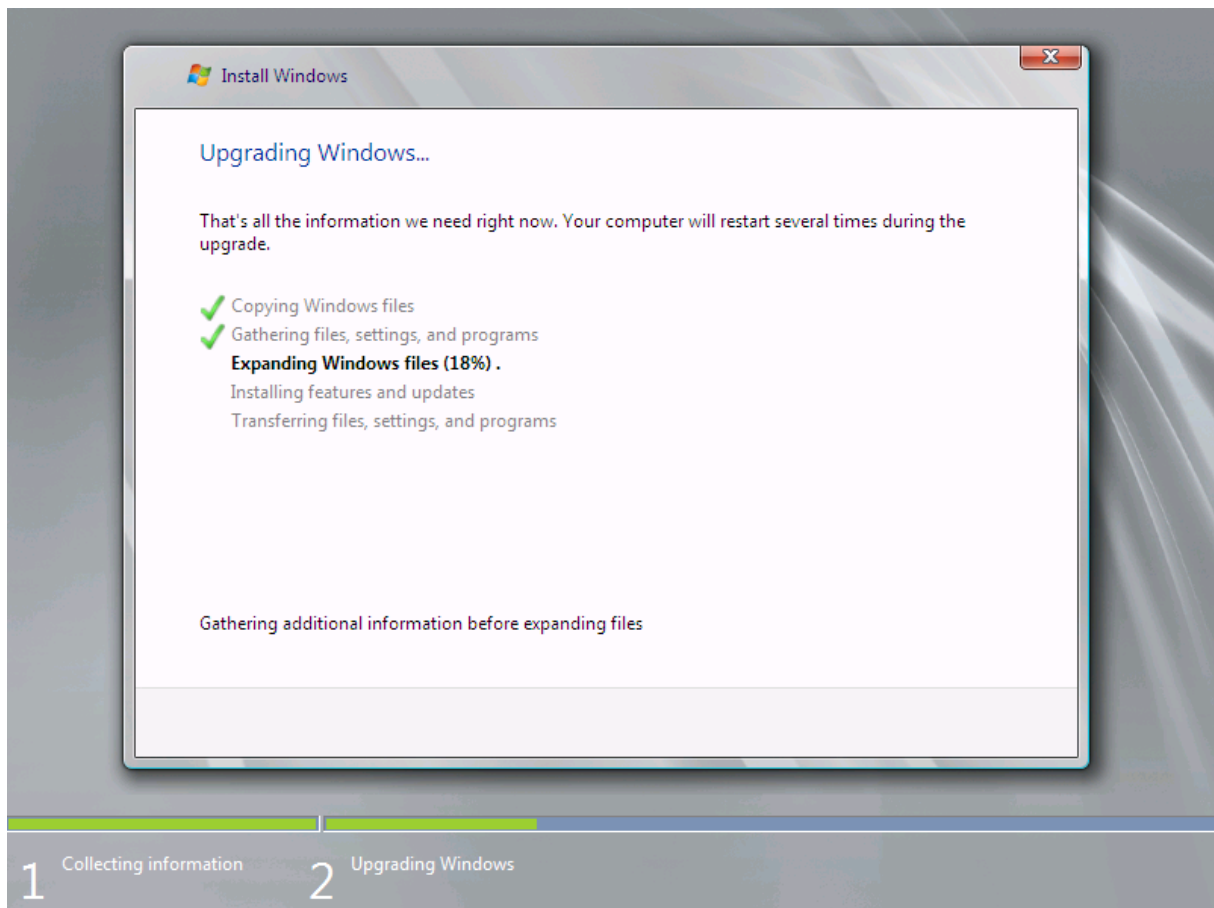 Install Windows
Upgrading Windows...
That's all the information we need right now. Your computer will restart several times during the
upgrade.
Copying Windows files
Gathering files, settings, and programs
Expanding Windows files (18%) .
Installing features and updates
Transferring files, settings, and programs
Gathering additional information before expanding files
1 Collecting information 2 Upgrading Windows